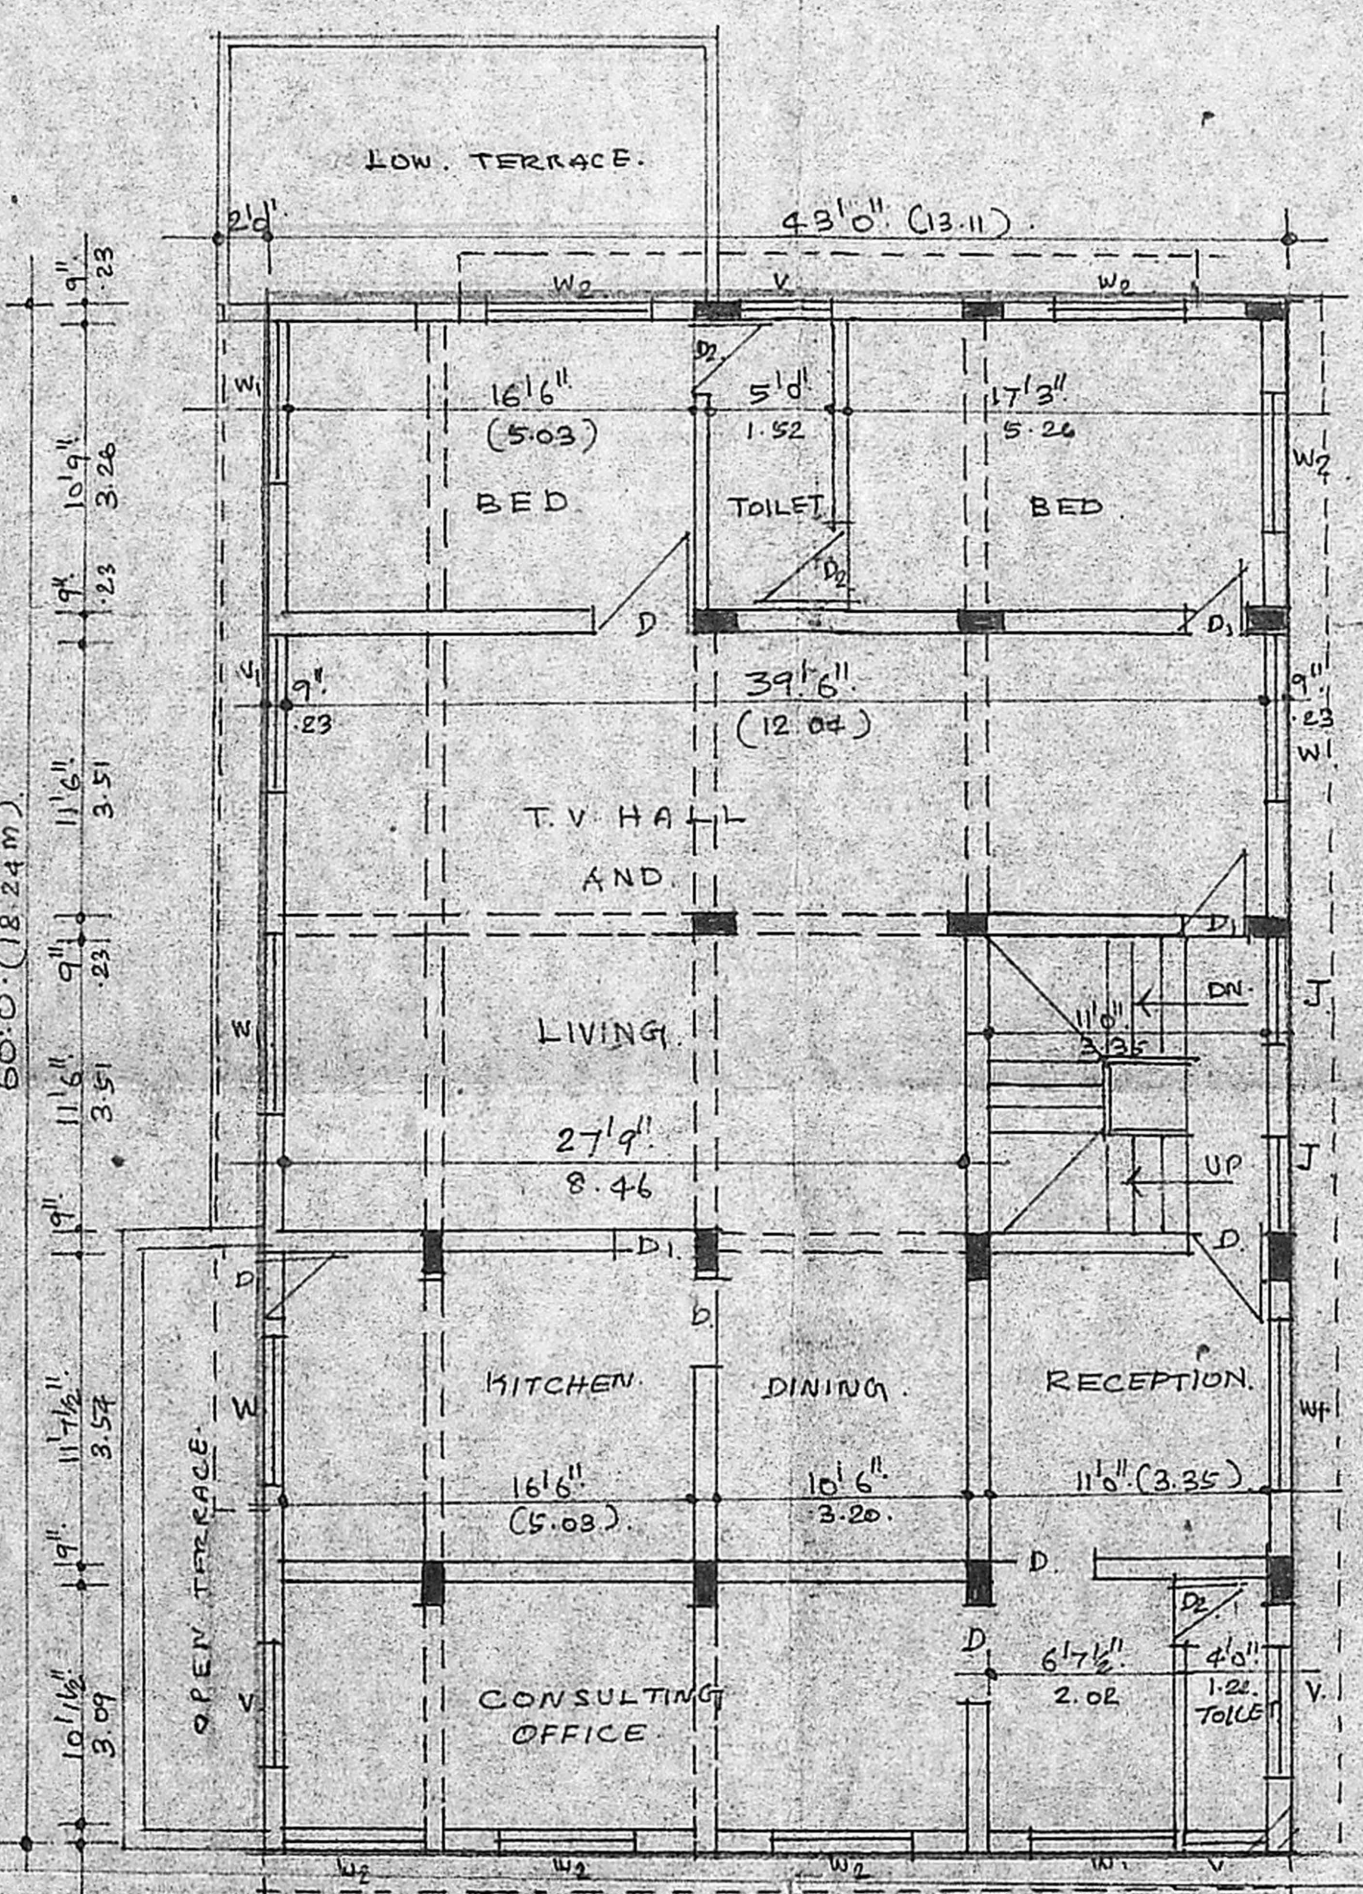 LOW. TERRACE.
2'0"
43'0" (13.11).
9"
.23
W2
V
W2
W1
D2
16'6"
(5.03)
5'0"
1.52
17'3"
5.26
W2
10'9"
3.26
BED.
TOILET
BED.
D2
9"
.23
D
D1
V1
9"
.23
39'6"
(12.04)
9"
.23
W1
11'6"
3.51
T.V. HALL
AND.
60'.0.(18.24m).
D1
9"
.23
DN.
11'0"
3.35
W
LIVING.
11'6"
3.51
27'9"
8.46
UP
9"
D1.
D.
D
D.
KITCHEN.
DINING.
RECEPTION.
W
W1
11'7½"
3.54
OPEN TERRACE.
16'6"
(5.03).
10'6"
3.20.
11'0".(3.35)
9"
D.
D2.
D
6'7½"
2.02
4'0"
1.22
TOILET
V
V.
10'1½"
3.09
CONSULTING
OFFICE.
W2
W2
W2
W1
V